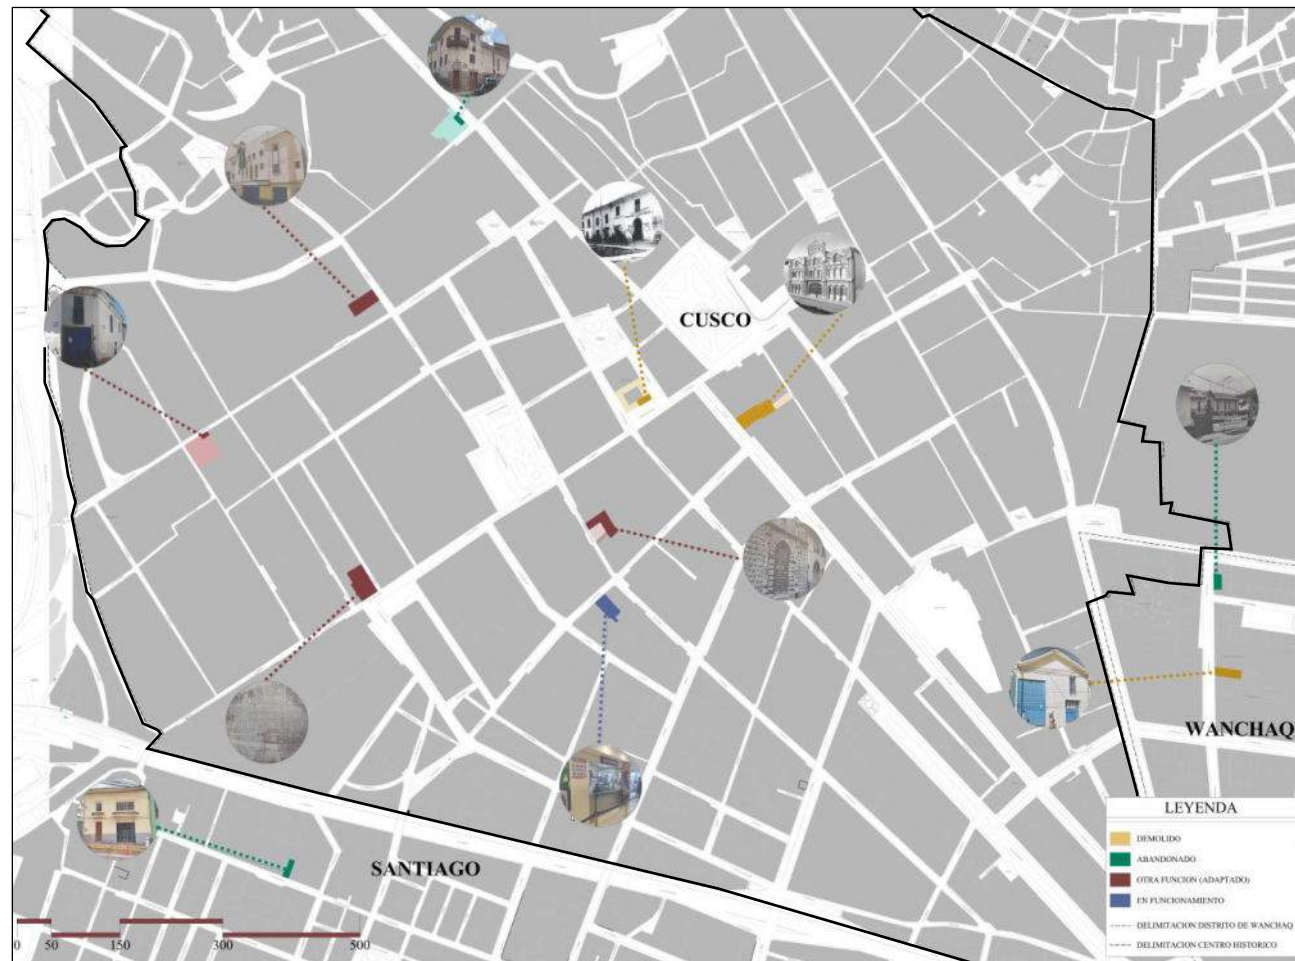 CUSCO
WANCHAQ
SANTIAGO
LEYENDA
DEMOLIDO
ABANDONADO
OTRA FUNCION (ADAPTADO)
EN FUNCIONAMIENTO
DELIMITACION DISTRITO DE WANCHAQ
DELIMITACION CENTRO HISTORICO
0 50 150 300 500